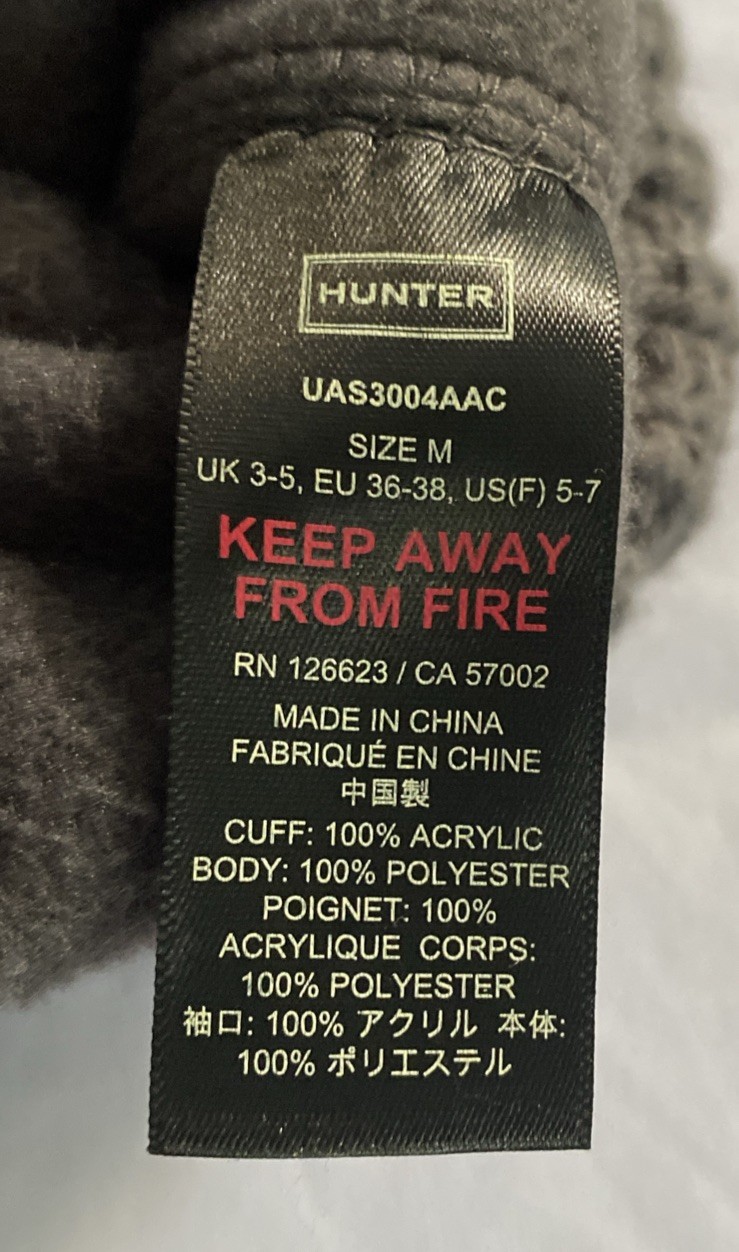 HUNTER
UAS3004AAC
SIZE M
UK 3-5, EU 36-38, US(F) 5-7
KEEP AWAY
FROM FIRE
RN 126623 / CA 57002
MADE IN CHINA
FABRIQUÉ EN CHINE
中国製
CUFF: 100% ACRYLIC
BODY: 100% POLYESTER
POIGNET: 100%
ACRYLIQUE CORPS:
100% POLYESTER
袖口: 100% アクリル 本体:
100% ポリエステル